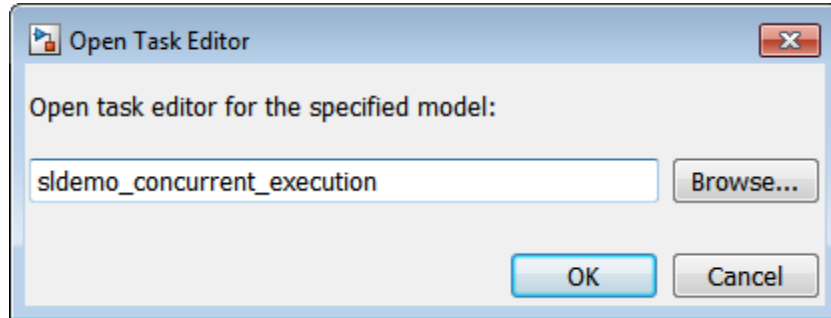 Open Task Editor
Open task editor for the specified model:
sldemo_concurrent_execution Browse...
OK Cancel